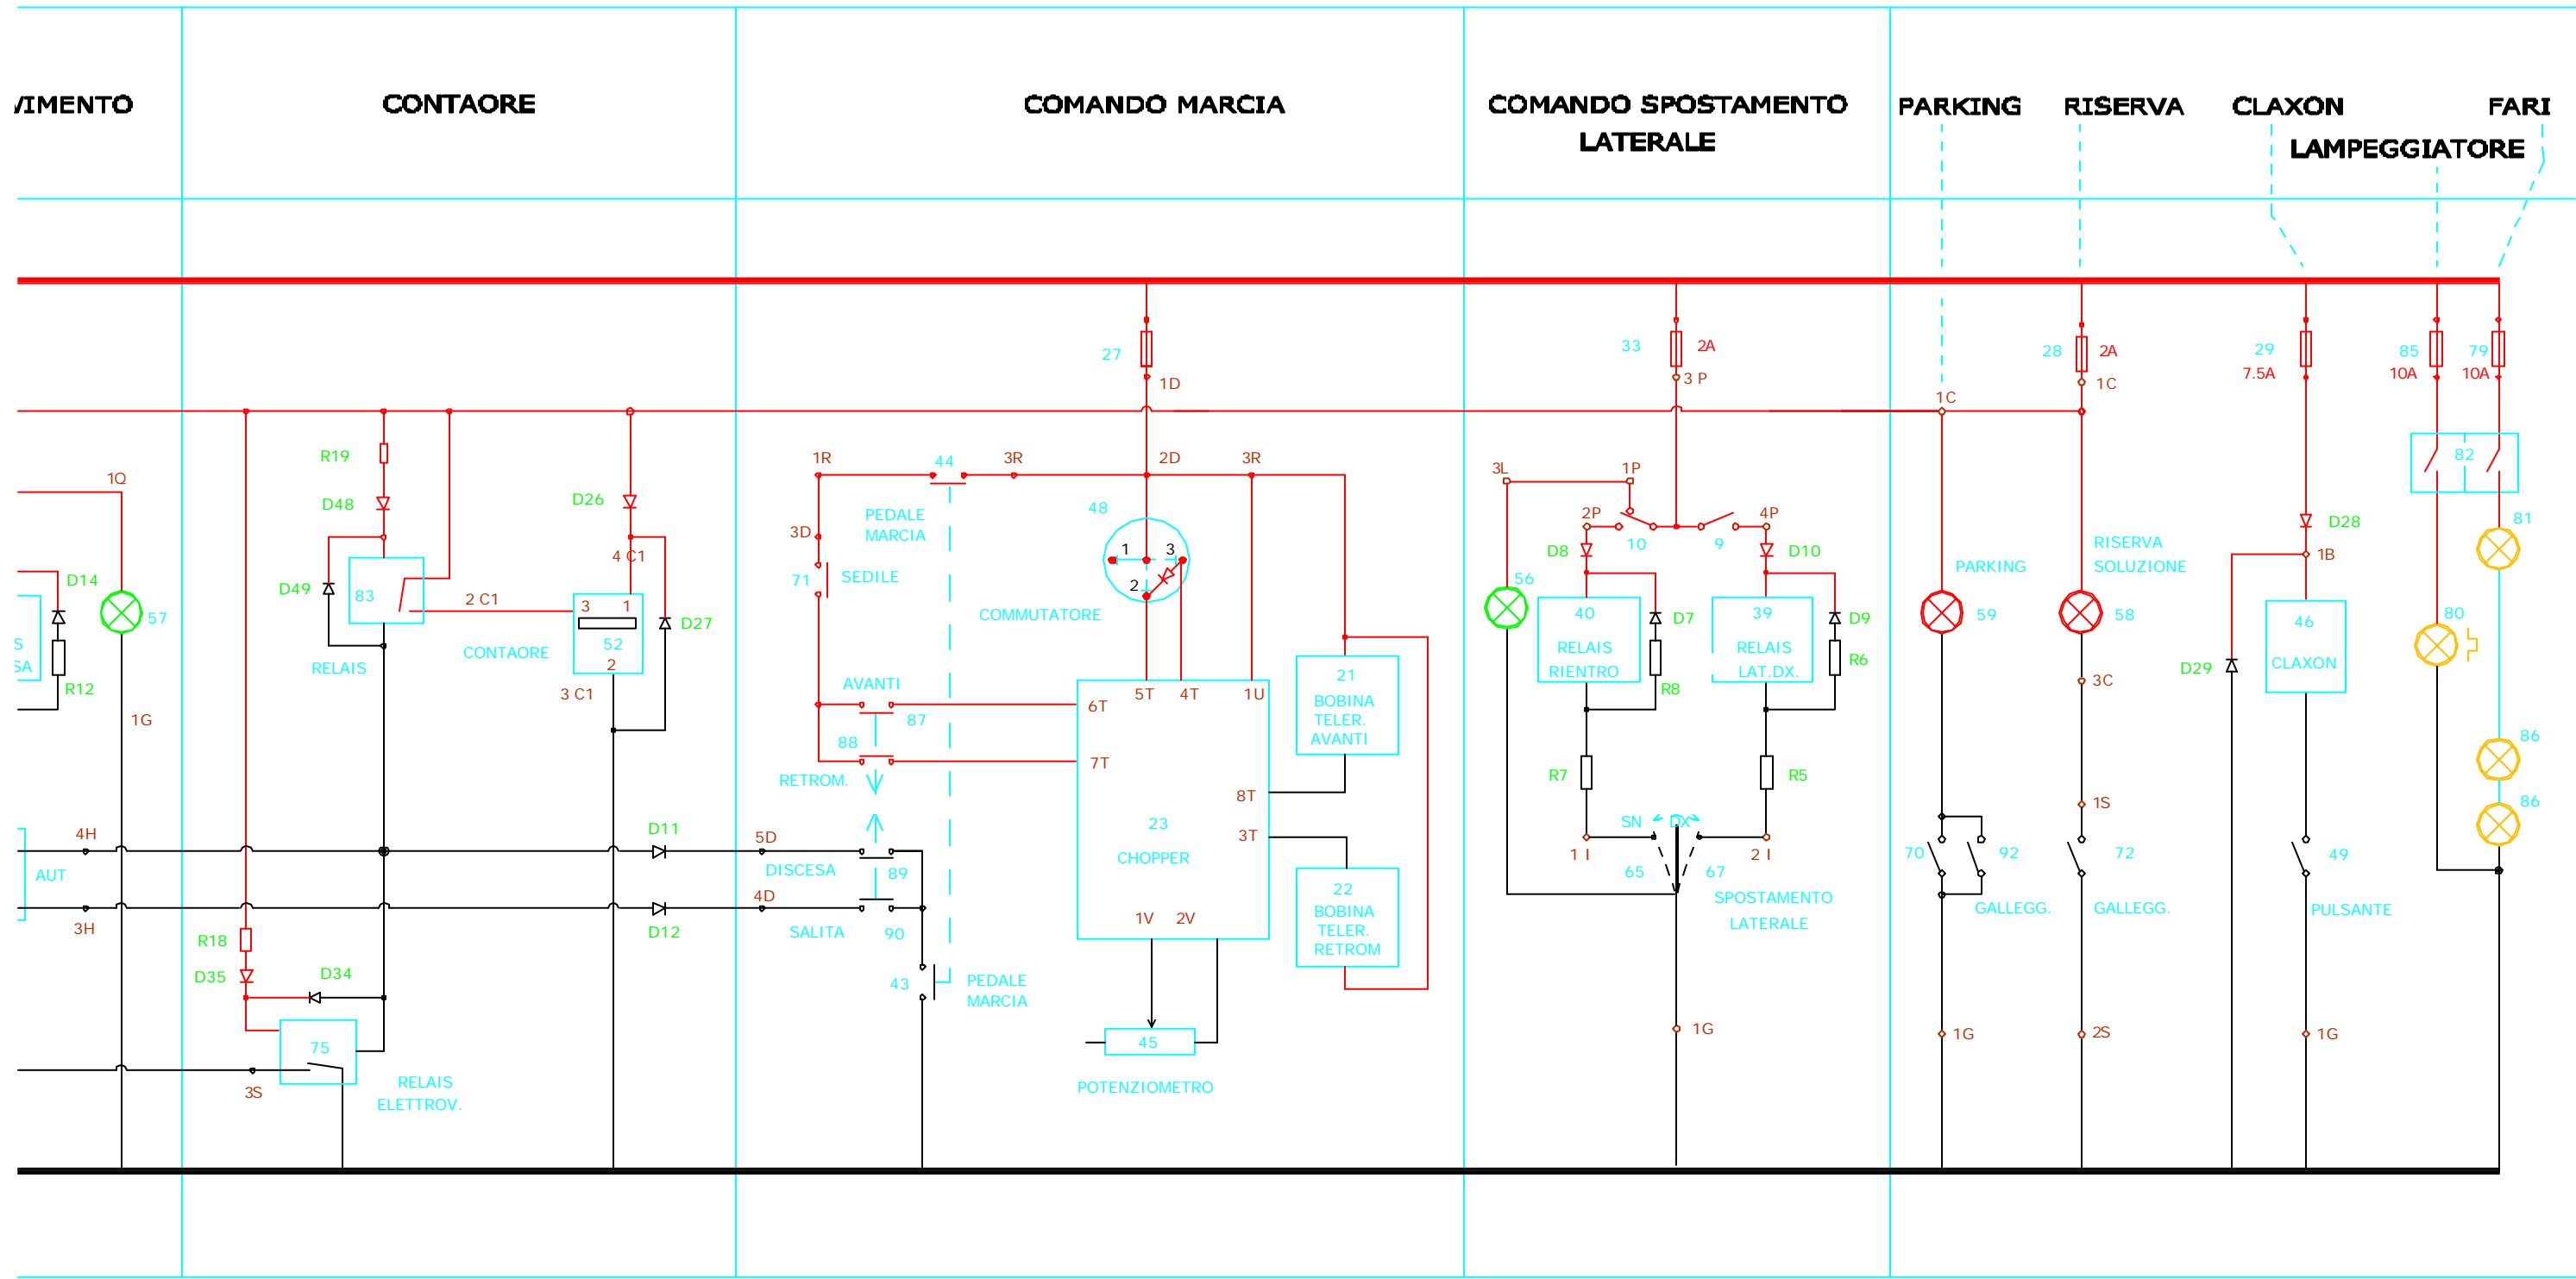 VIMENTO
CONTAORE
COMANDO MARCIA
COMANDO SPOSTAMENTO
LATERALE
PARKING
RISERVA
CLAXON
FARI
LAMPEGGIATORE
1Q
D14
57
S
SA
R12
1G
4H
AUT
3H
R19
D48
D49
83
2 C1
RELAIS
D26
4 C1
3 1
52
2
D27
CONTAORE
3 C1
D11
D12
R18
D35
D34
75
3S
RELAIS
ELETTROV.
27
1D
1R
44
3R
2D
3R
PEDALE
MARCIA
48
3D
71
SEDILE
1
3
2
COMMUTATORE
AVANTI
87
88
RETROM.
5T
4T
1U
6T
7T
8T
3T
23
CHOPPER
1V
2V
21
BOBINA
TELER.
AVANTI
22
BOBINA
TELER.
RETROM
5D
DISCESA
89
4D
SALITA
90
43
PEDALE
MARCIA
45
POTENZIOMETRO
33
2A
3 P
3L
1P
2P
4P
10
9
D8
D10
56
40
RELAIS
RIENTRO
D7
R8
39
RELAIS
LAT.DX.
D9
R6
R7
R5
SN
DX
1 I
2 I
65
67
SPOSTAMENTO
LATERALE
1G
28
2A
1C
1C
PARKING
RISERVA
SOLUZIONE
59
58
3C
1S
70
92
72
GALLEGG.
GALLEGG.
1G
2S
29
7.5A
D28
1B
46
CLAXON
D29
49
PULSANTE
1G
85
10A
79
10A
82
81
80
86
86